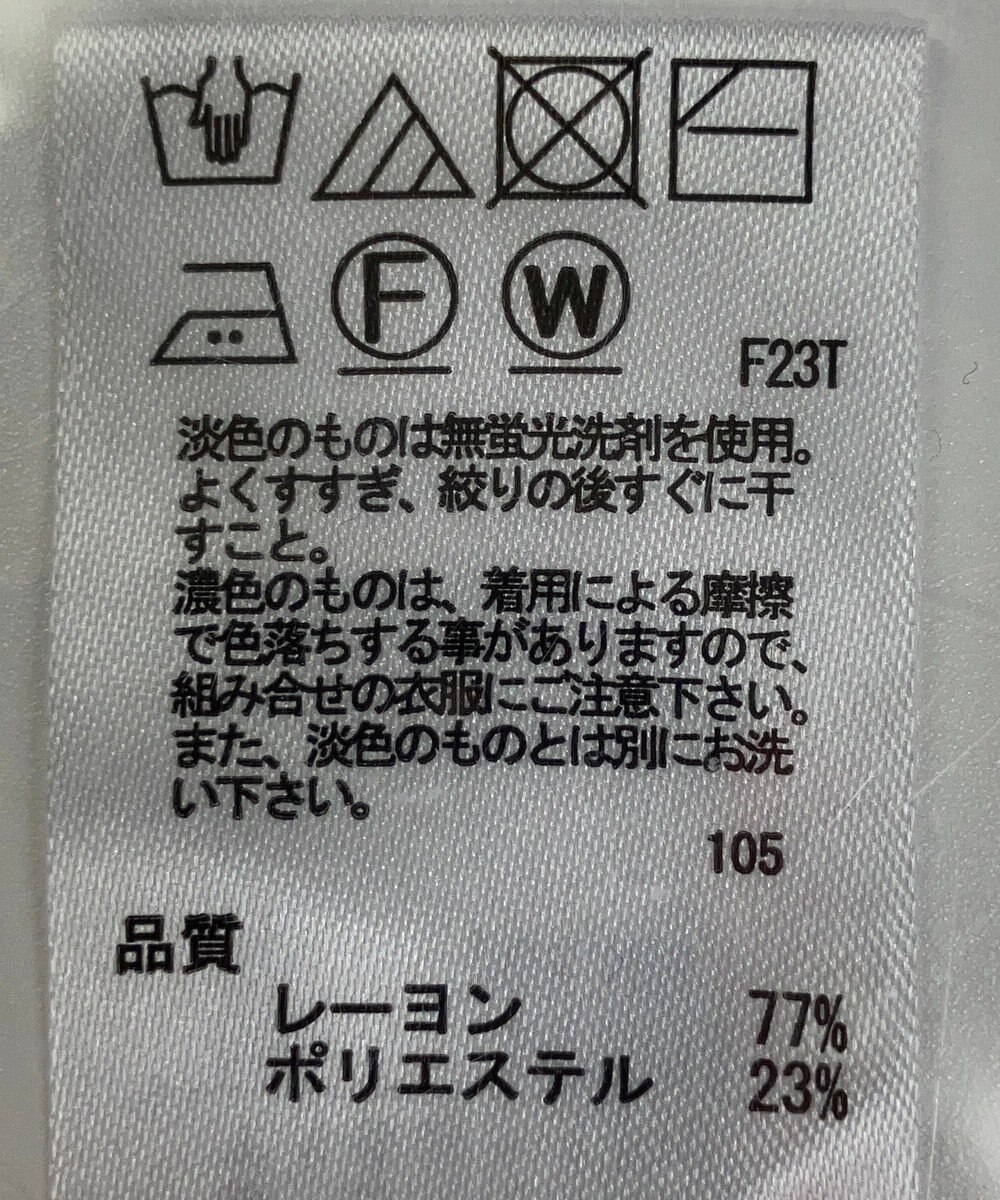 F W
F23T
淡色のものは無蛍光洗剤を使用。
よくすすぎ、絞りの後すぐに干
すこと。
濃色のものは、着用による摩擦
で色落ちする事がありますので、
組み合せの衣服にご注意下さい。
また、淡色のものとは別にお洗
い下さい。
105
品質
レーヨン 77%
ポリエステル 23%